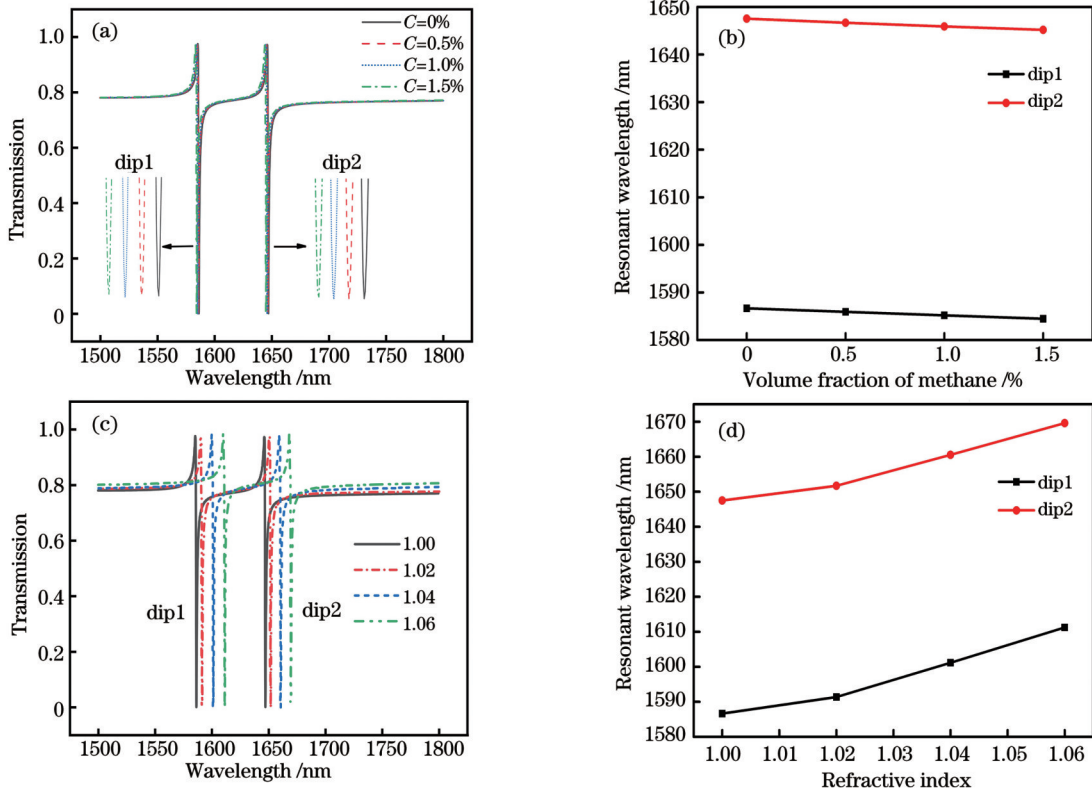 (a)
C=0%
C=0.5%
C=1.0%
C=1.5%
1.0
0.8
0.6
0.4
0.2
0
Transmission
dip1
dip2
1500
1550
1600
1650
1700
1750
1800
Wavelength /nm
(b)
dip1
dip2
1650
1640
1630
1620
1610
1600
1590
1580
Resonant wavelength /nm
0
0.5
1.0
1.5
Volume fraction of methane /%
(c)
1.0
0.8
0.6
0.4
0.2
0
Transmission
dip1
dip2
1.00
1.02
1.04
1.06
1500
1550
1600
1650
1700
1750
1800
Wavelength /nm
(d)
dip1
dip2
1670
1660
1650
1640
1630
1620
1610
1600
1590
1580
Resonant wavelength /nm
1.00
1.01
1.02
1.03
1.04
1.05
1.06
Refractive index